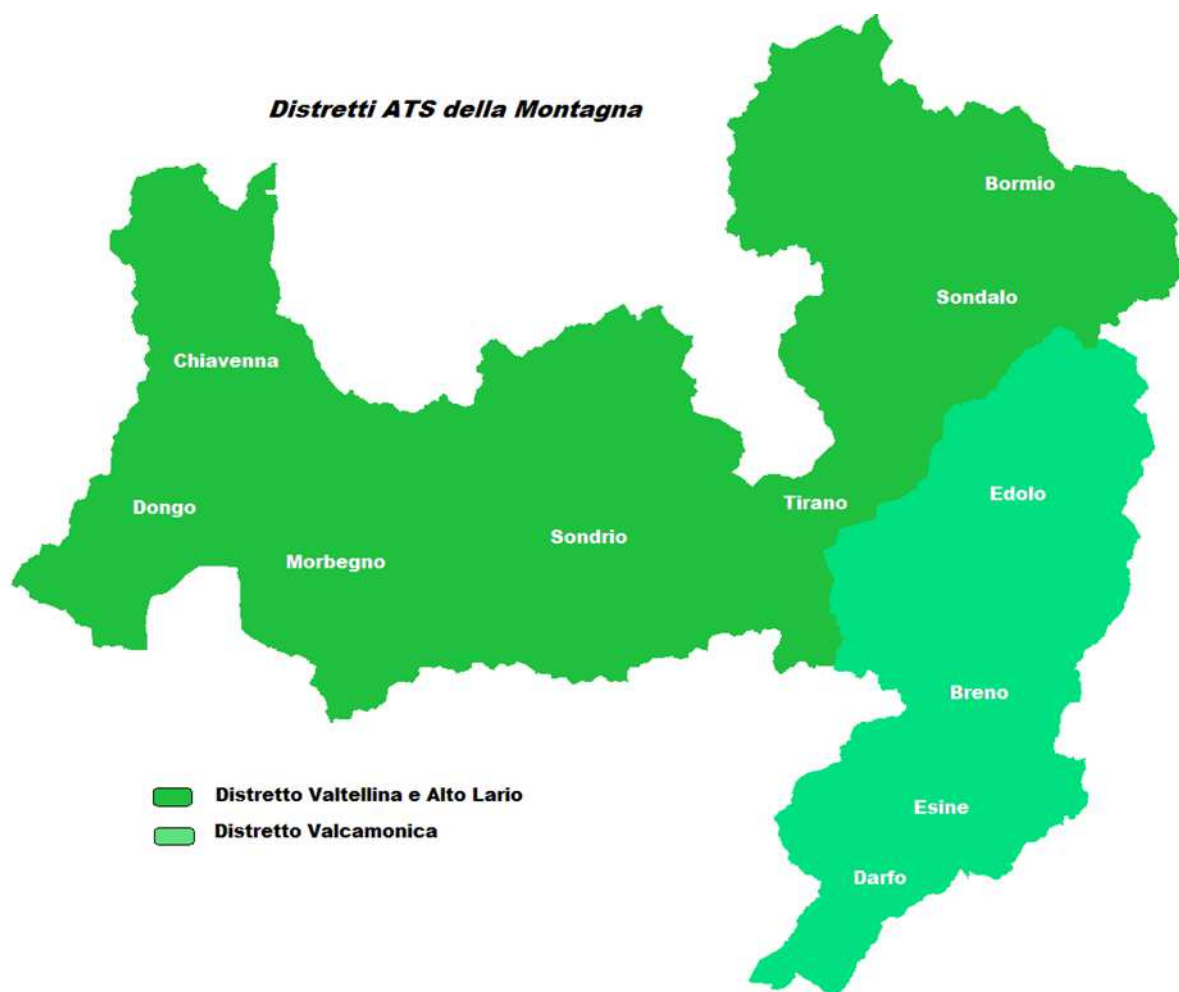 Distretti ATS della Montagna
Bormio
Sondalo
Chiavenna
Edolo
Tirano
Dongo
Sondrio
Morbegno
Breno
Distretto Valtellina e Alto Lario
Esine
Distretto Valcamonica
Darfo